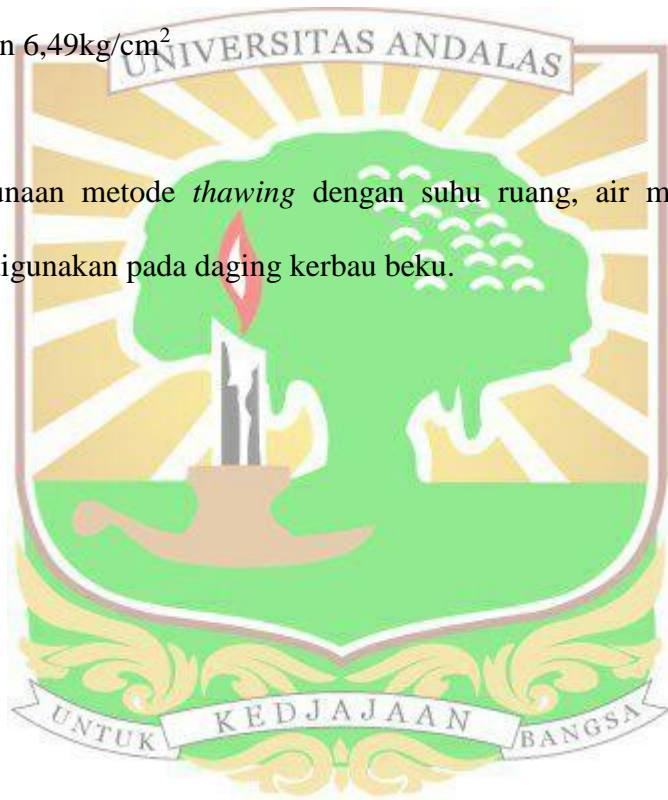 n 6,49kg/cm²
UNIVERSITAS ANDALAS
unaan metode thawing dengan suhu ruang, air m
igunakan pada daging kerbau beku.
UNTUK KEDJAJAAN BANGSA